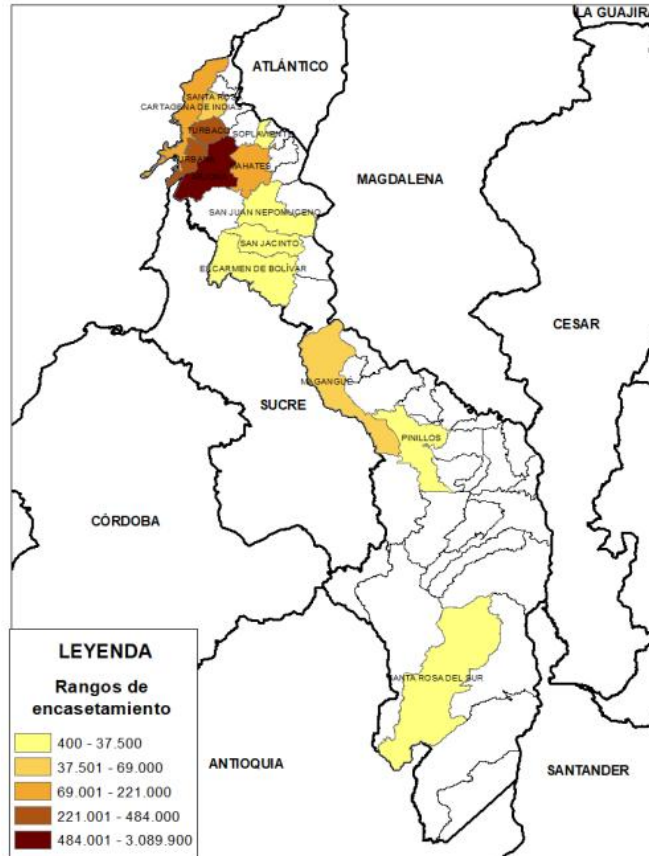 LA GUAJIRA
ATLÁNTICO
SANTA ROSA
CARTAGENA DE INDIAS
TURBACO
SOPLAVIENTO
MAHATES
MAGDALENA
SAN JUAN NEPOMUCENO
SAN JACINTO
EL CARMEN DE BOLÍVAR
CESAR
MAGANGUÉ
SUCRE
PINILLOS
CÓRDOBA
SANTA ROSA DEL SUR
ANTIOQUIA
SANTANDER
LEYENDA
Rangos de
encasetamiento
400 - 37.500
37.501 - 69.000
69.001 - 221.000
221.001 - 484.000
484.001 - 3.089.900